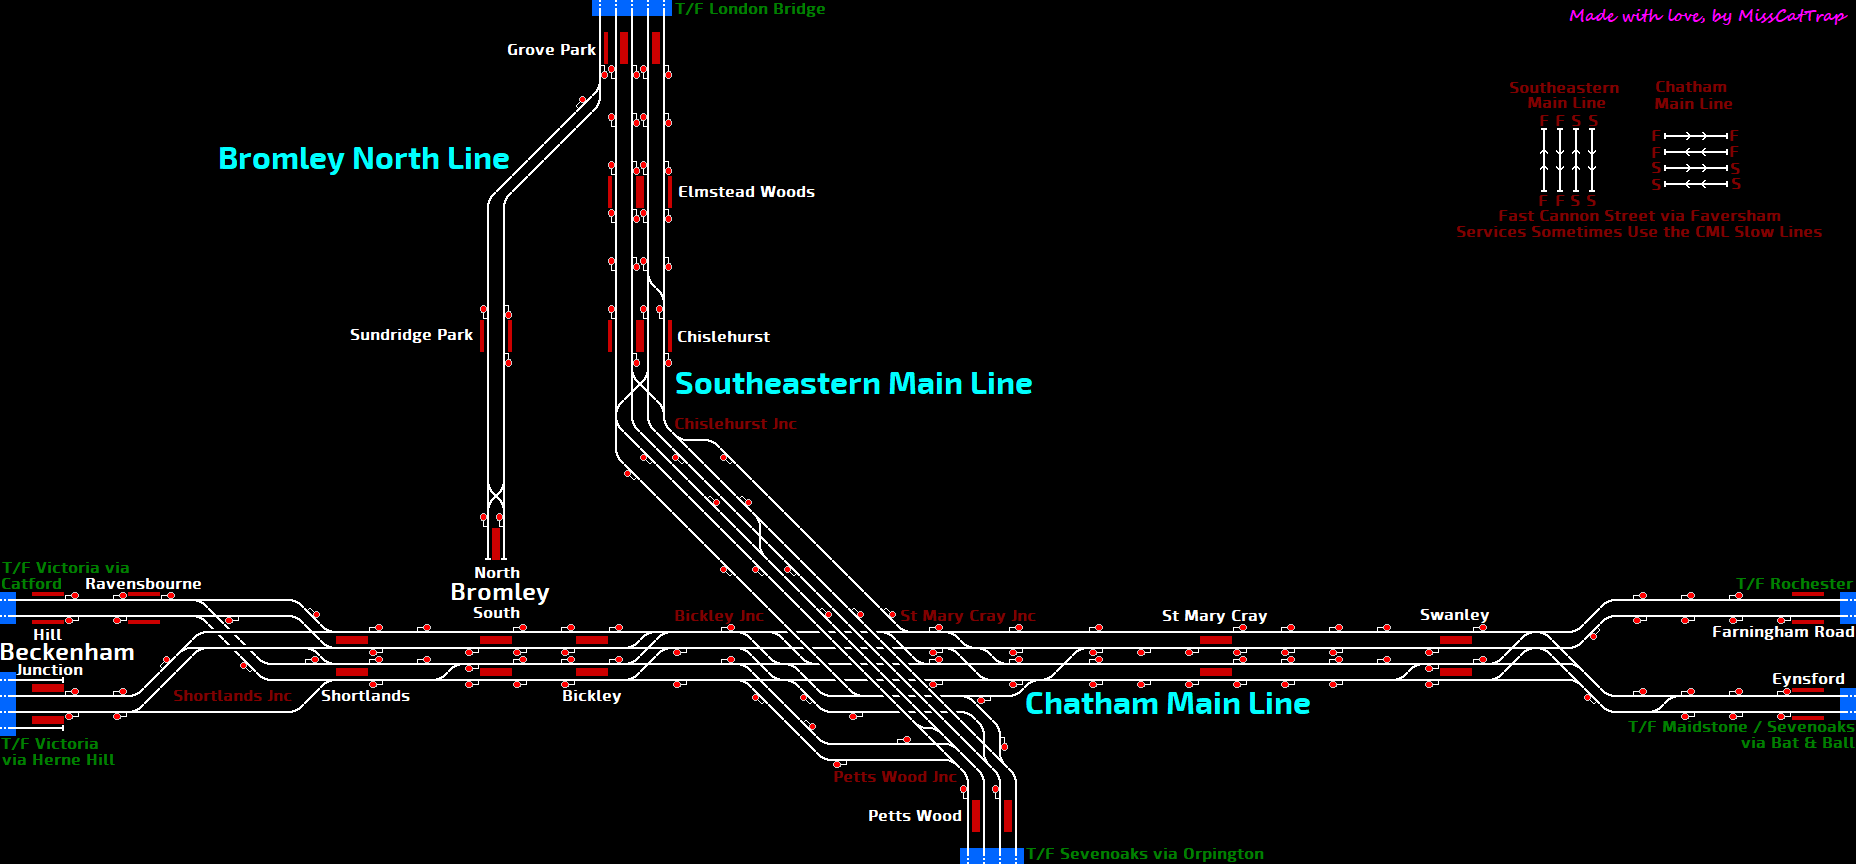 T/F London Bridge
Made with love, by MissCatTrap
Grove Park
Southeastern
Main Line
F F S S
F F S S
Chatham
Main Line
F F
F F
S S
S S
Fast Cannon Street via Faversham
Services Sometimes Use the CML Slow Lines
Bromley North Line
Elmstead Woods
Sundridge Park
Chislehurst
Southeastern Main Line
Chislehurst Jnc
T/F Victoria via
Catford
Ravensbourne
North
Bromley
South
Bickley Jnc
St Mary Cray Jnc
St Mary Cray
Swanley
T/F Rochester
Farningham Road
Hill
Beckenham
Junction
Shortlands Jnc
Shortlands
Bickley
Chatham Main Line
Eynsford
T/F Maidstone / Sevenoaks
via Bat & Ball
T/F Victoria
via Herne Hill
Petts Wood Jnc
Petts Wood
T/F Sevenoaks via Orpington